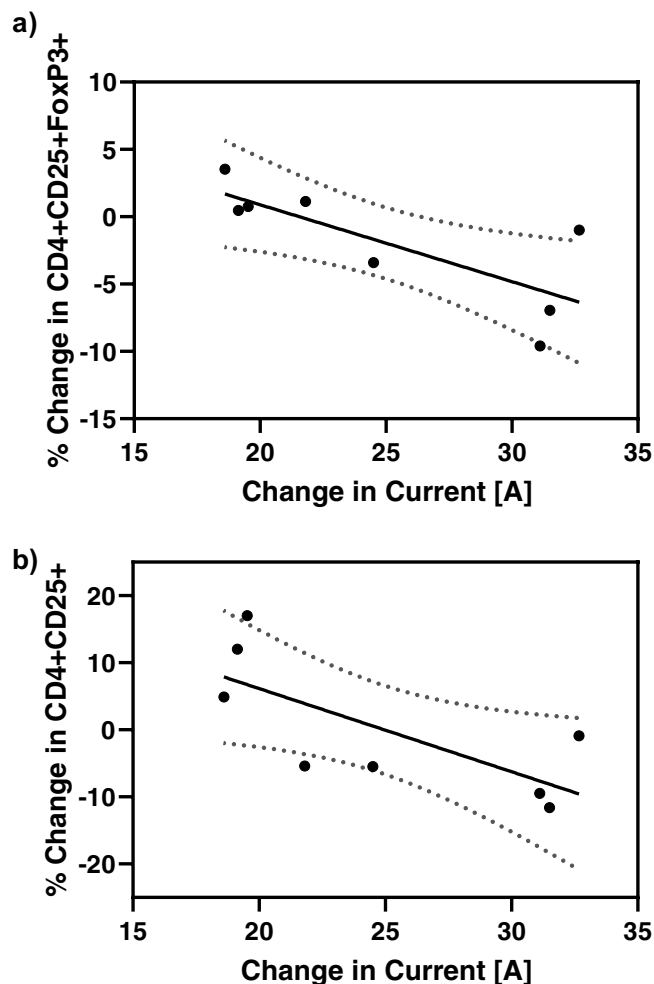 a)
% Change in CD4+CD25+FoxP3+
10
5
0
-5
-10
-15
15 20 25 30 35
Change in Current [A]
b)
% Change in CD4+CD25+
20
10
0
-10
-20
15 20 25 30 35
Change in Current [A]